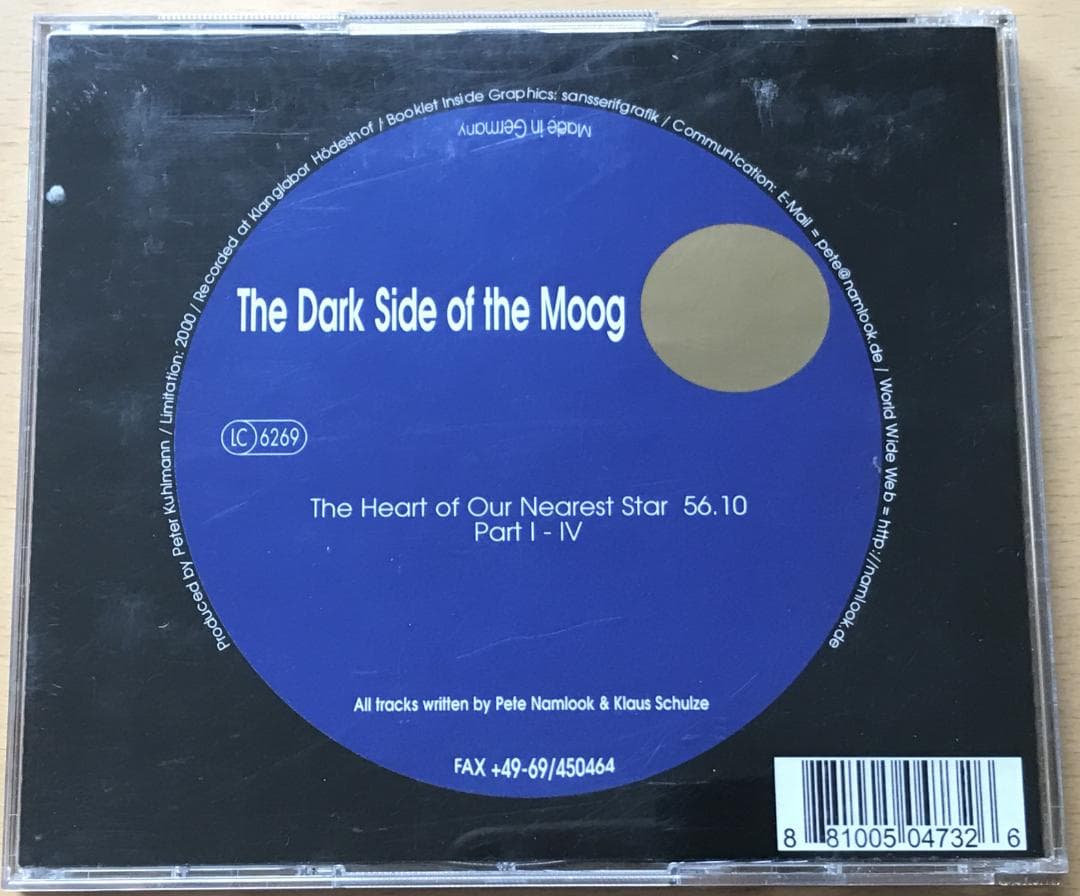 Produced by Peter Kuhlmann / Limitation: 2000 / Recorded at Klanglabor Hödeshof / Booklet Inside Graphics: sansserifgrafik / Communication: E-Mail = pete@namlook.de / World Wide Web = http://namlook.de
Made in Germany
The Dark Side of the Moog
LC 6269
The Heart of Our Nearest Star 56.10
Part I - IV
All tracks written by Pete Namlook & Klaus Schulze
FAX +49-69/450464
8 81005 04732 6